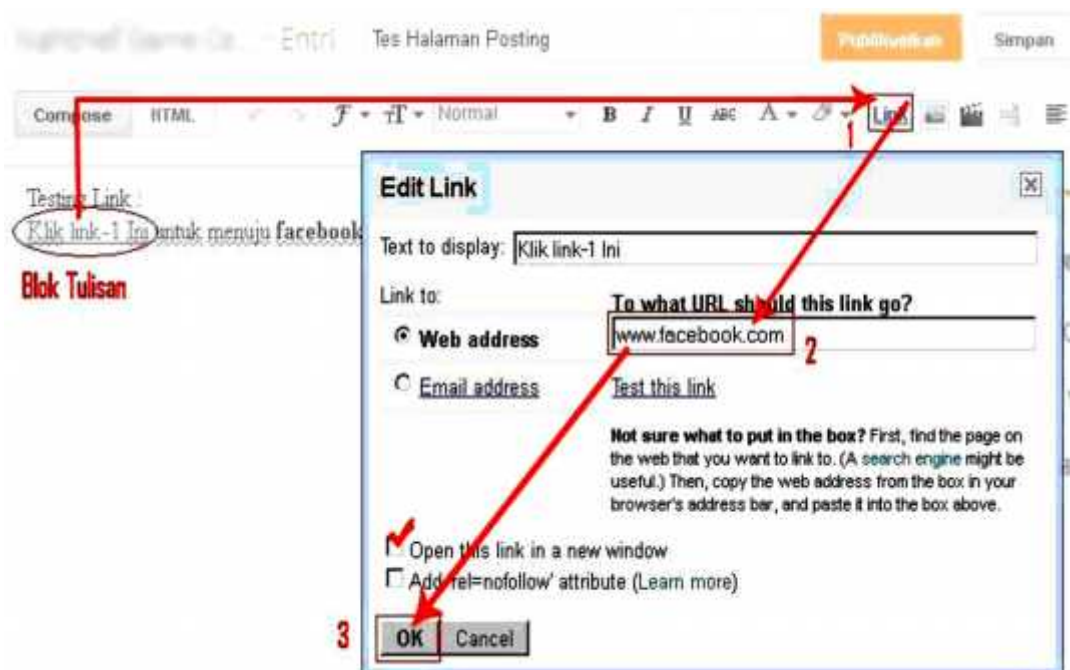 Entri Tes Halaman Posting Publikasikan Simpan
Compose HTML Normal B I U ABC A Link
1
Testing Link :
Klik link-1 Ini untuk menuju facebook
Blok Tulisan
Edit Link
Text to display: Klik link-1 Ini
Link to:
To what URL should this link go?
Web address
www.facebook.com
2
Email address
Test this link
Not sure what to put in the box? First, find the page on
the web that you want to link to. (A search engine might be
useful.) Then, copy the web address from the box in your
browser's address bar, and paste it into the box above.
Open this link in a new window
Add 'rel=nofollow' attribute (Learn more)
3
OK Cancel